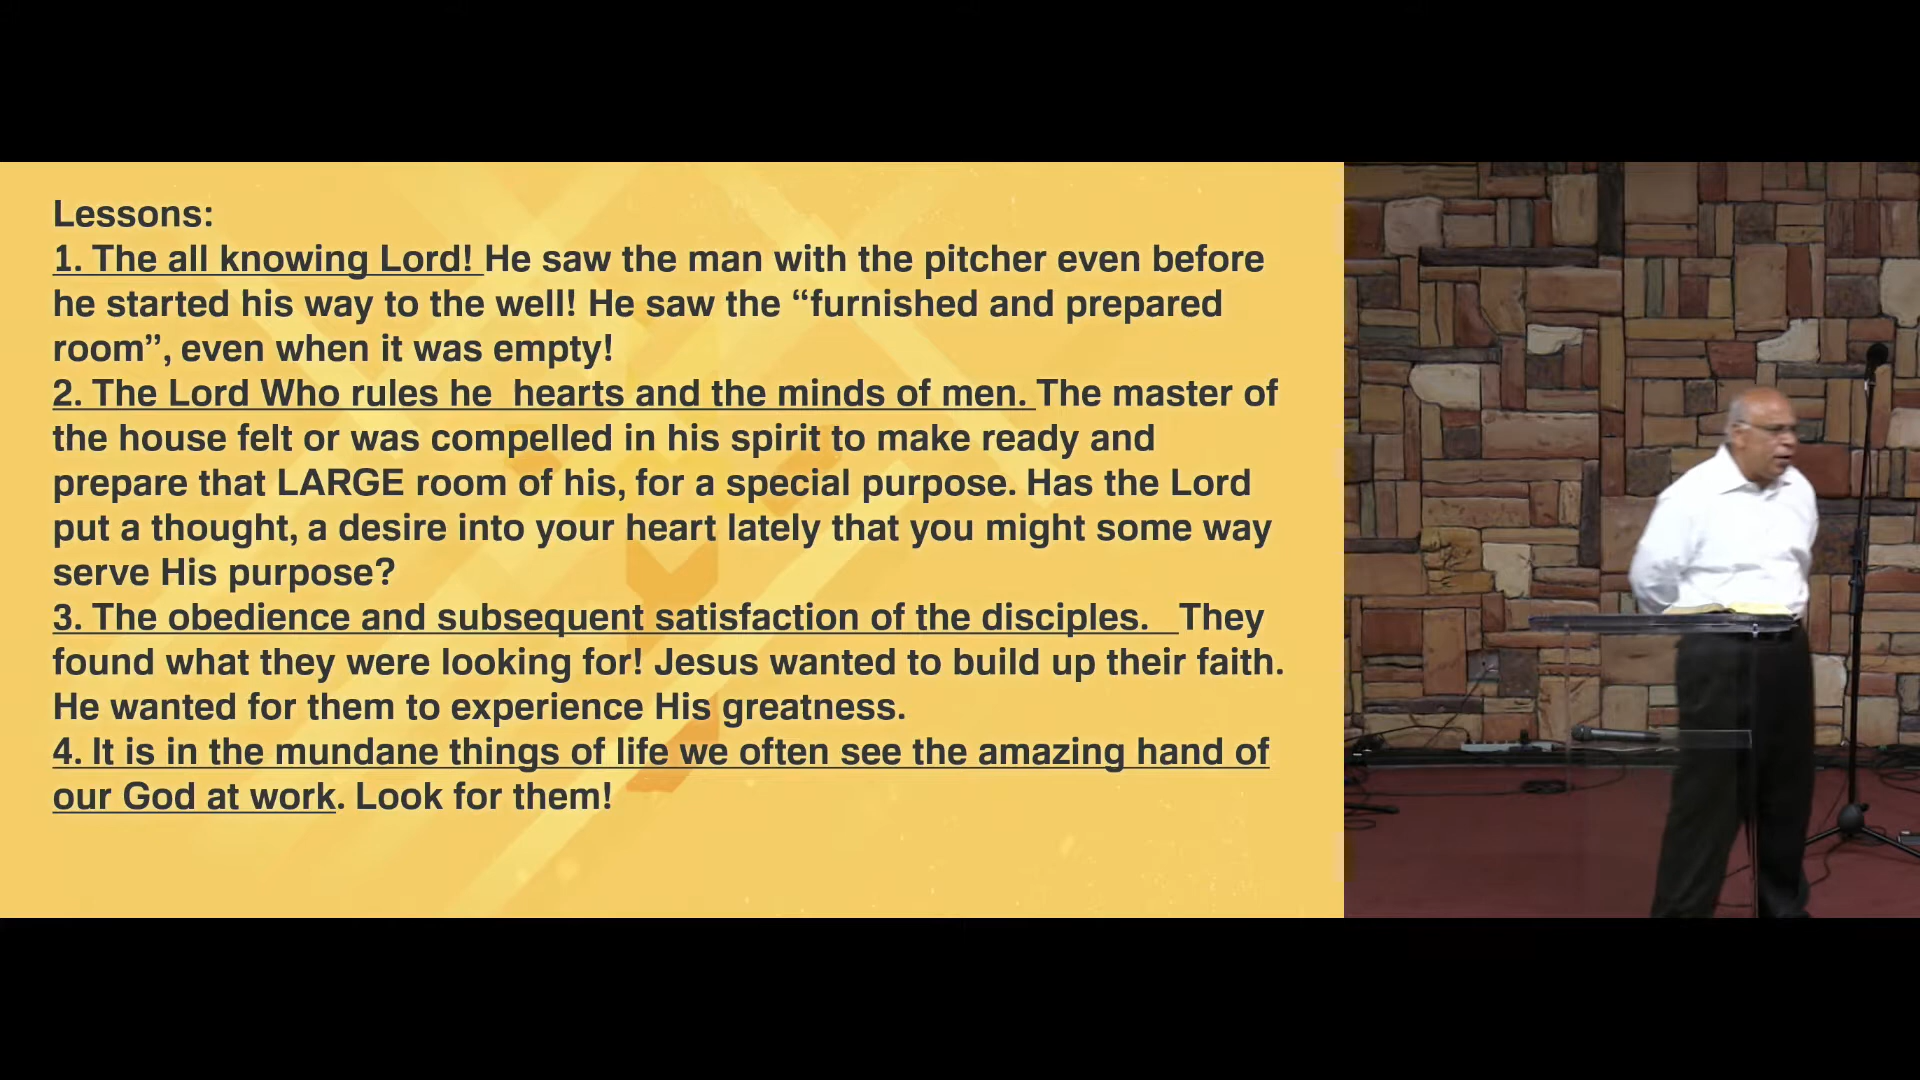 Lessons:
1. The all knowing Lord! He saw the man with the pitcher even before
he started his way to the well! He saw the “furnished and prepared
room”, even when it was empty!
2. The Lord Who rules he  hearts and the minds of men. The master of
the house felt or was compelled in his spirit to make ready and
prepare that LARGE room of his, for a special purpose. Has the Lord
put a thought, a desire into your heart lately that you might some way
serve His purpose?
3. The obedience and subsequent satisfaction of the disciples.   They
found what they were looking for! Jesus wanted to build up their faith.
He wanted for them to experience His greatness.
4. It is in the mundane things of life we often see the amazing hand of
our God at work. Look for them!